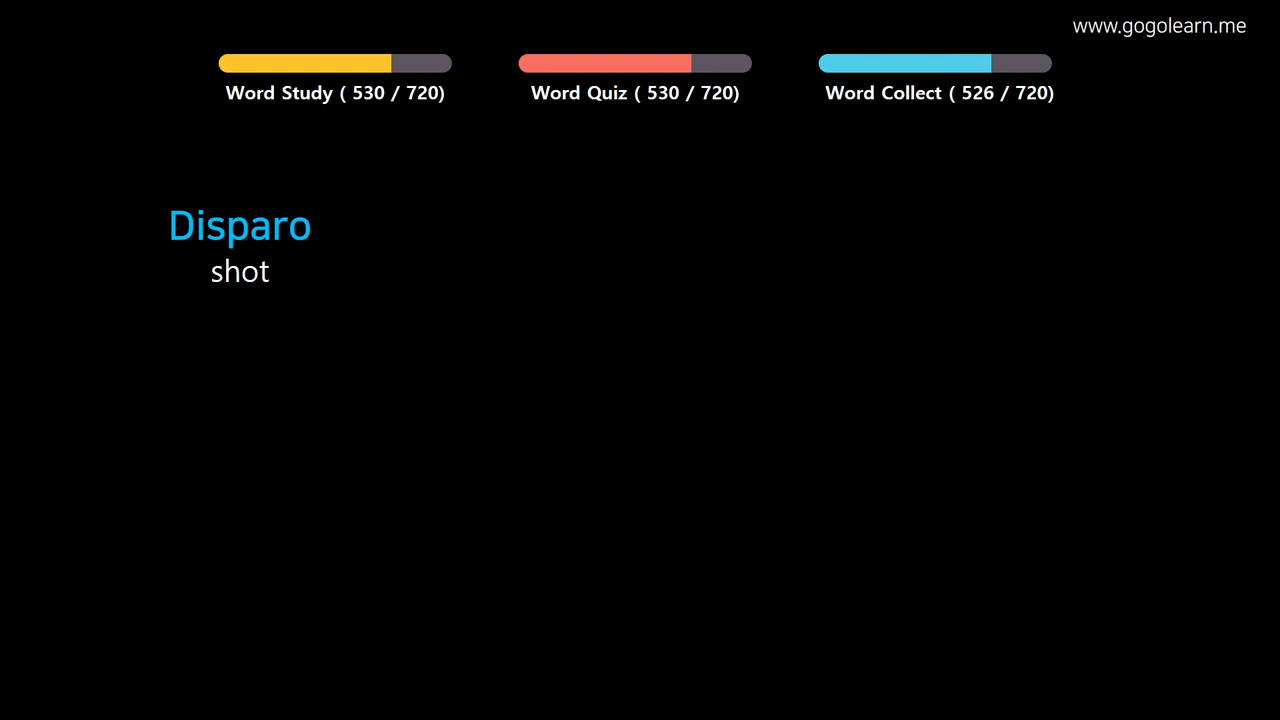 www.gogolearn.me
Word Study ( 530 / 720)
Word Quiz ( 530 / 720)
Word Collect ( 526 / 720)
Disparo
shot